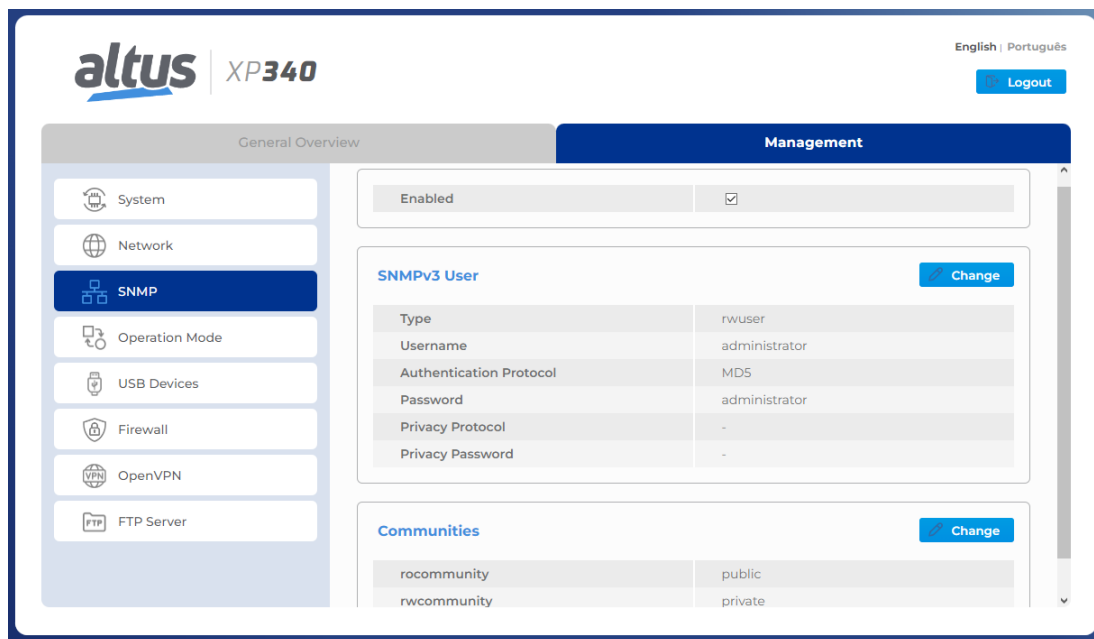 English | Português
altus | XP340
Logout
General Overview
Management
System
Network
SNMP
Operation Mode
USB Devices
VPN
OpenVPN
Firewall
FTP
FTP Server
Enabled
SNMPv3 User
Change
Type rwuser
Username administrator
Authentication Protocol MD5
Password administrator
Privacy Protocol -
Privacy Password -
Communities
Change
rocommunity public
rwcommunity private